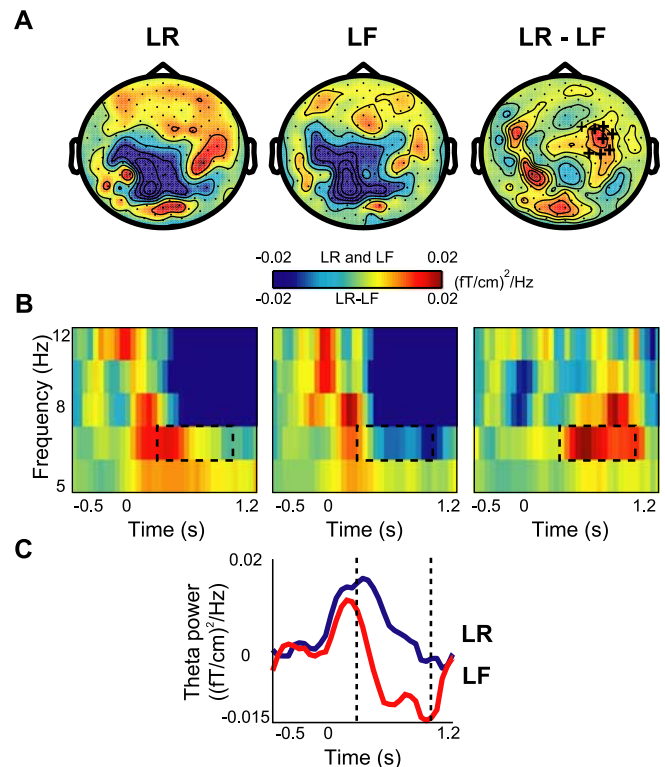 A
LR LF LR - LF
-0.02 LR and LF 0.02
(fT/cm)²/Hz
-0.02 LR-LF 0.02
B
Frequency (Hz)
12
8
5
-0.5 0 1.2 -0.5 0 1.2 -0.5 0 1.2
Time (s) Time (s) Time (s)
C
Theta power
((fT/cm)²/Hz)
0.02
0
-0.015
LR
LF
-0.5 0 1.2
Time (s)